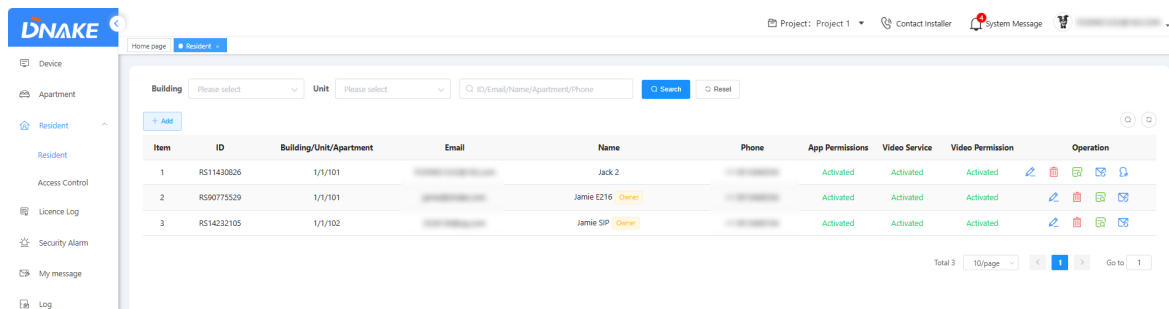 DNAKE
Project: Project 1
Contact Installer
4
System Message
Home page
Resident
Device
Apartment
Resident
Resident
Access Control
Licence Log
Security Alarm
My message
Log
Building Please select Unit Please select ID/Email/Name/Apartment/Phone Search Reset
+ Add
Item ID Building/Unit/Apartment Email Name Phone App Permissions Video Service Video Permission Operation
1 RS11430826 1/1/101 Jack 2 Activated Activated Activated
2 RS90775529 1/1/101 Jamie E216 Owner Activated Activated Activated
3 RS14232105 1/1/102 Jamie SIP Owner Activated Activated Activated
Total 3 10/page 1 Go to 1